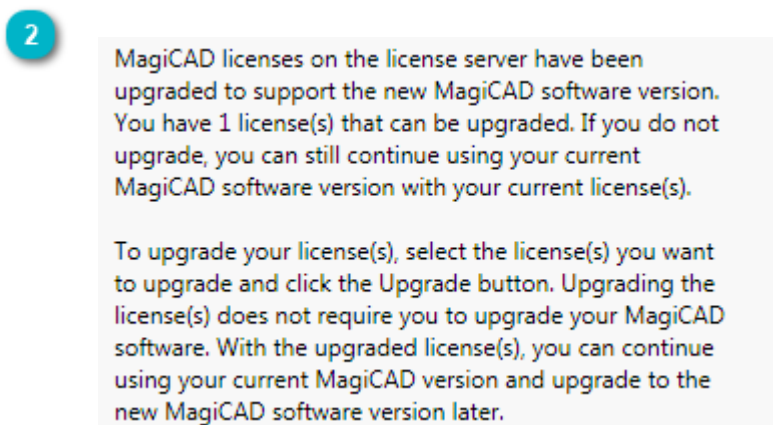 2
MagiCAD licenses on the license server have been
upgraded to support the new MagiCAD software version.
You have 1 license(s) that can be upgraded. If you do not
upgrade, you can still continue using your current
MagiCAD software version with your current license(s).
To upgrade your license(s), select the license(s) you want
to upgrade and click the Upgrade button. Upgrading the
license(s) does not require you to upgrade your MagiCAD
software. With the upgraded license(s), you can continue
using your current MagiCAD version and upgrade to the
new MagiCAD software version later.